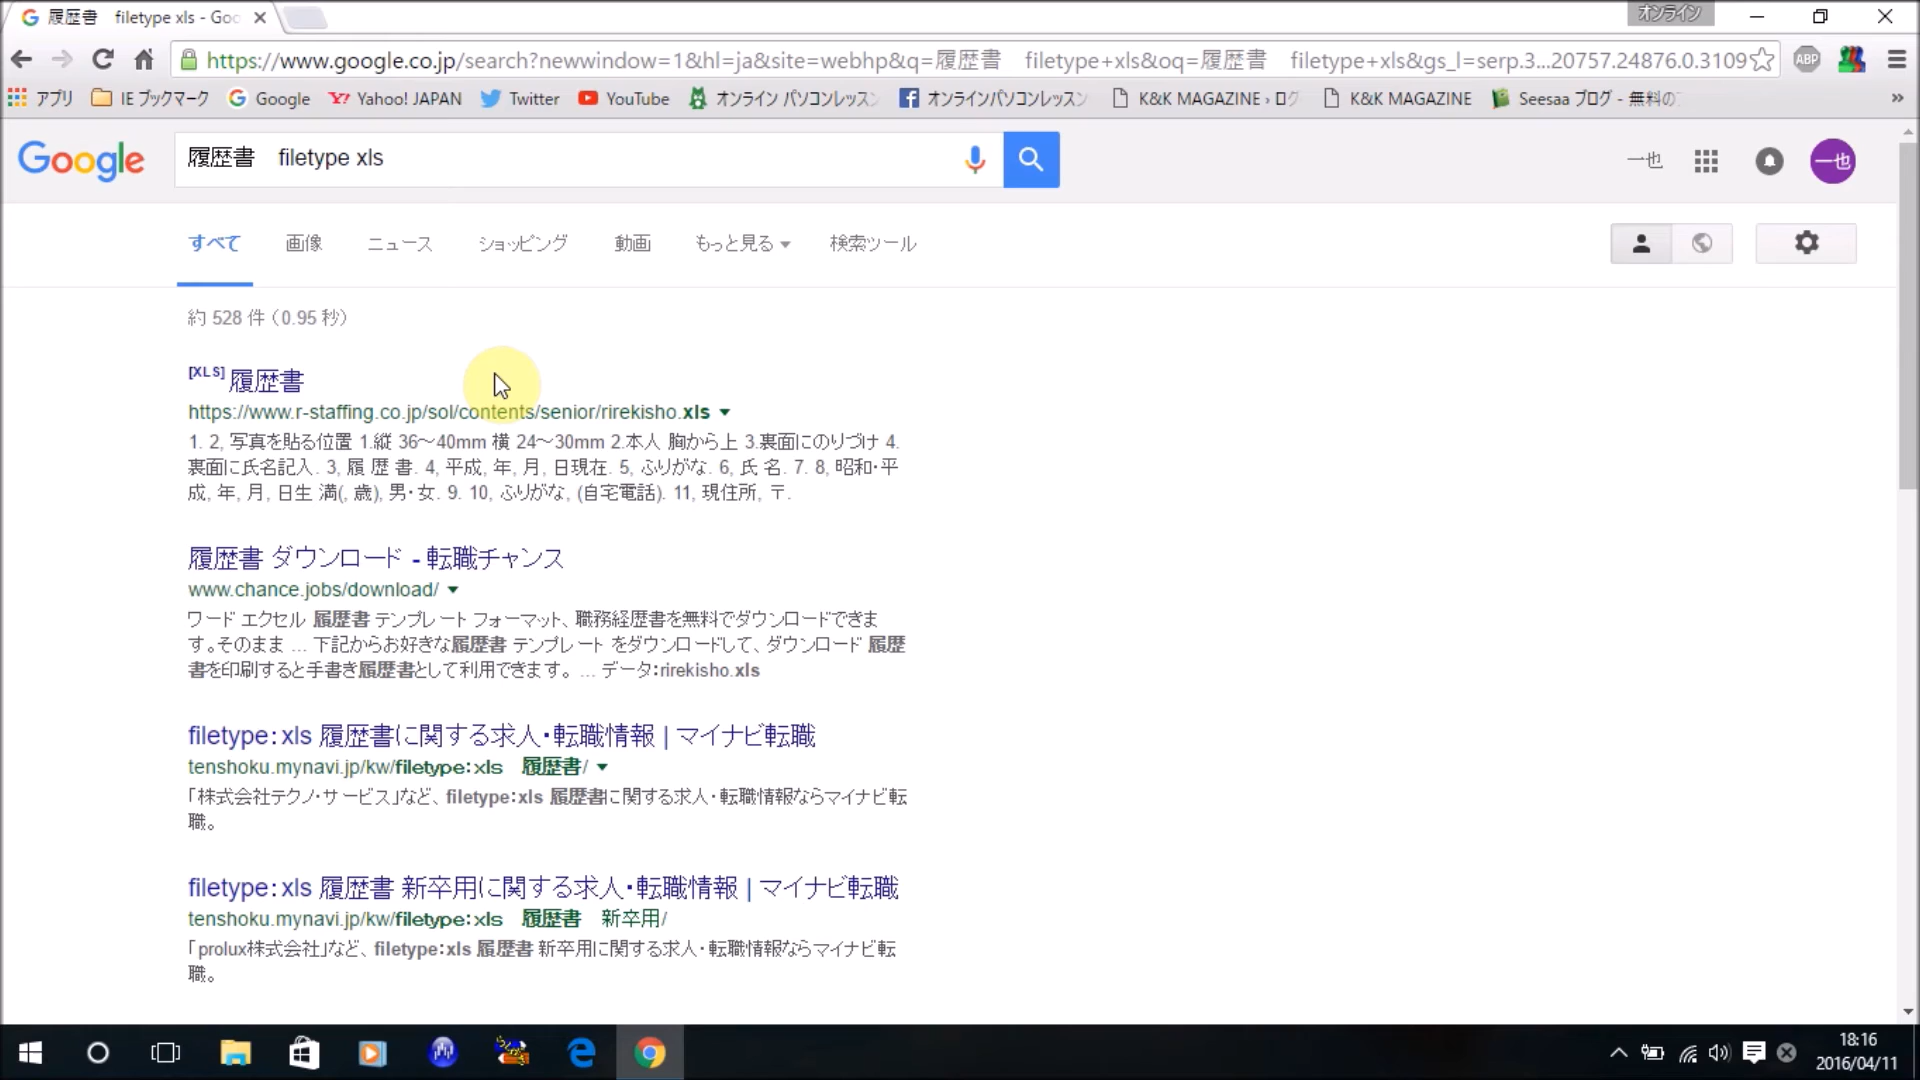 履歴書　filetype xls - Goo
オンライン
https://www.google.co.jp/search?newwindow=1&hl=ja&site=webhp&q=履歴書　filetype+xls&oq=履歴書　filetype+xls&gs_l=serp.3...20757.24876.0.3109
ABP
アプリ IE ブックマーク Google Yahoo! JAPAN Twitter YouTube オンライン パソコンレッスン オンラインパソコンレッスン K&K MAGAZINE › ログ K&K MAGAZINE Seesaa ブログ - 無料の »
Google 履歴書　filetype xls 一也 一也
すべて 画像 ニュース ショッピング 動画 もっと見る 検索ツール
約 528 件 （0.95 秒）
[XLS] 履歴書
https://www.r-staffing.co.jp/sol/contents/senior/rirekisho.xls
1. 2, 写真を貼る位置 1.縦 36～40mm 横 24～30mm 2.本人 胸から上 3.裏面にのりづけ 4.
裏面に氏名記入. 3, 履 歴 書. 4, 平成, 年, 月, 日現在. 5, ふりがな. 6, 氏 名. 7. 8, 昭和・平
成, 年, 月, 日生 満(, 歳), 男・女. 9. 10, ふりがな, (自宅電話). 11, 現住所, 〒.
履歴書 ダウンロード - 転職チャンス
www.chance.jobs/download/
ワード エクセル 履歴書 テンプレート フォーマット、職務経歴書を無料でダウンロードできま
す。そのまま ... 下記からお好きな履歴書 テンプレート をダウンロードして、ダウンロード 履歴
書を印刷すると手書き履歴書として利用できます。 ... データ：rirekisho.xls
filetype：xls 履歴書に関する求人・転職情報 | マイナビ転職
tenshoku.mynavi.jp/kw/filetype：xls　履歴書/
「株式会社テクノ・サービス」など、filetype：xls 履歴書に関する求人・転職情報ならマイナビ転
職。
filetype：xls 履歴書 新卒用に関する求人・転職情報 | マイナビ転職
tenshoku.mynavi.jp/kw/filetype：xls　履歴書　新卒用/
「prolux株式会社」など、filetype：xls 履歴書 新卒用に関する求人・転職情報ならマイナビ転
職。
18:16
2016/04/11